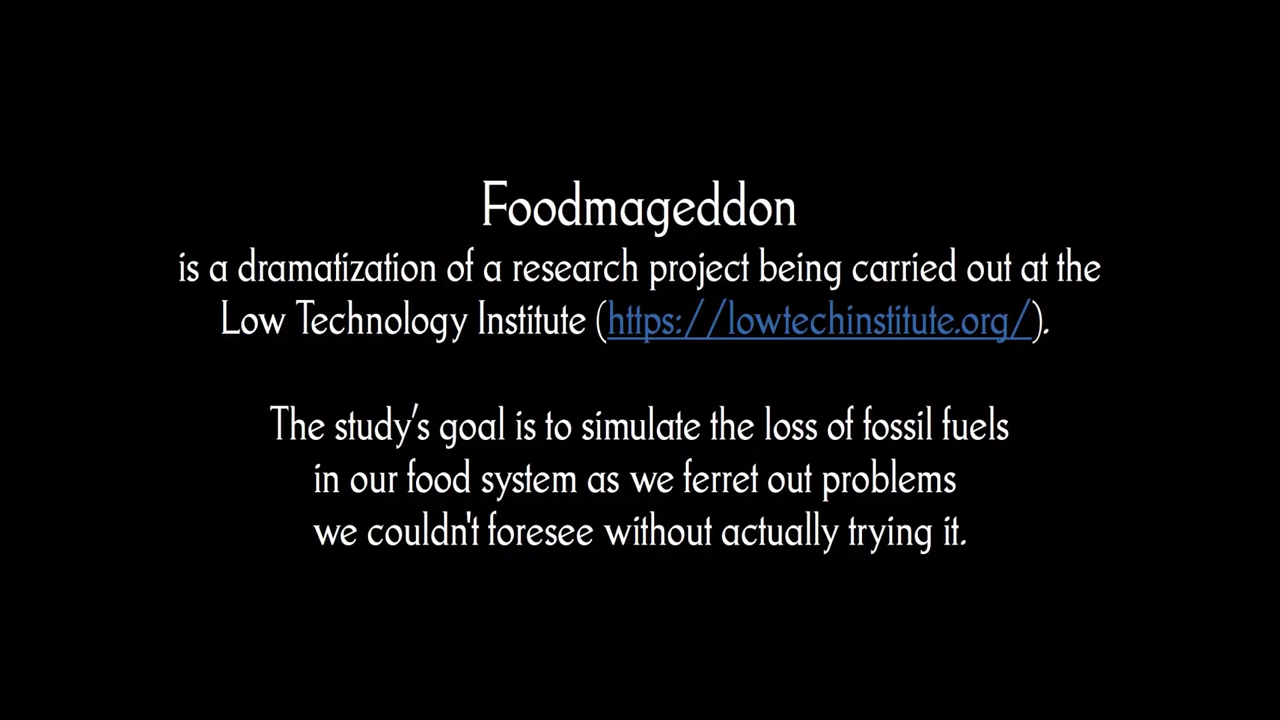 Foodmageddon
is a dramatization of a research project being carried out at the
Low Technology Institute (https://lowtechinstitute.org/).
The study's goal is to simulate the loss of fossil fuels
in our food system as we ferret out problems
we couldn't foresee without actually trying it.